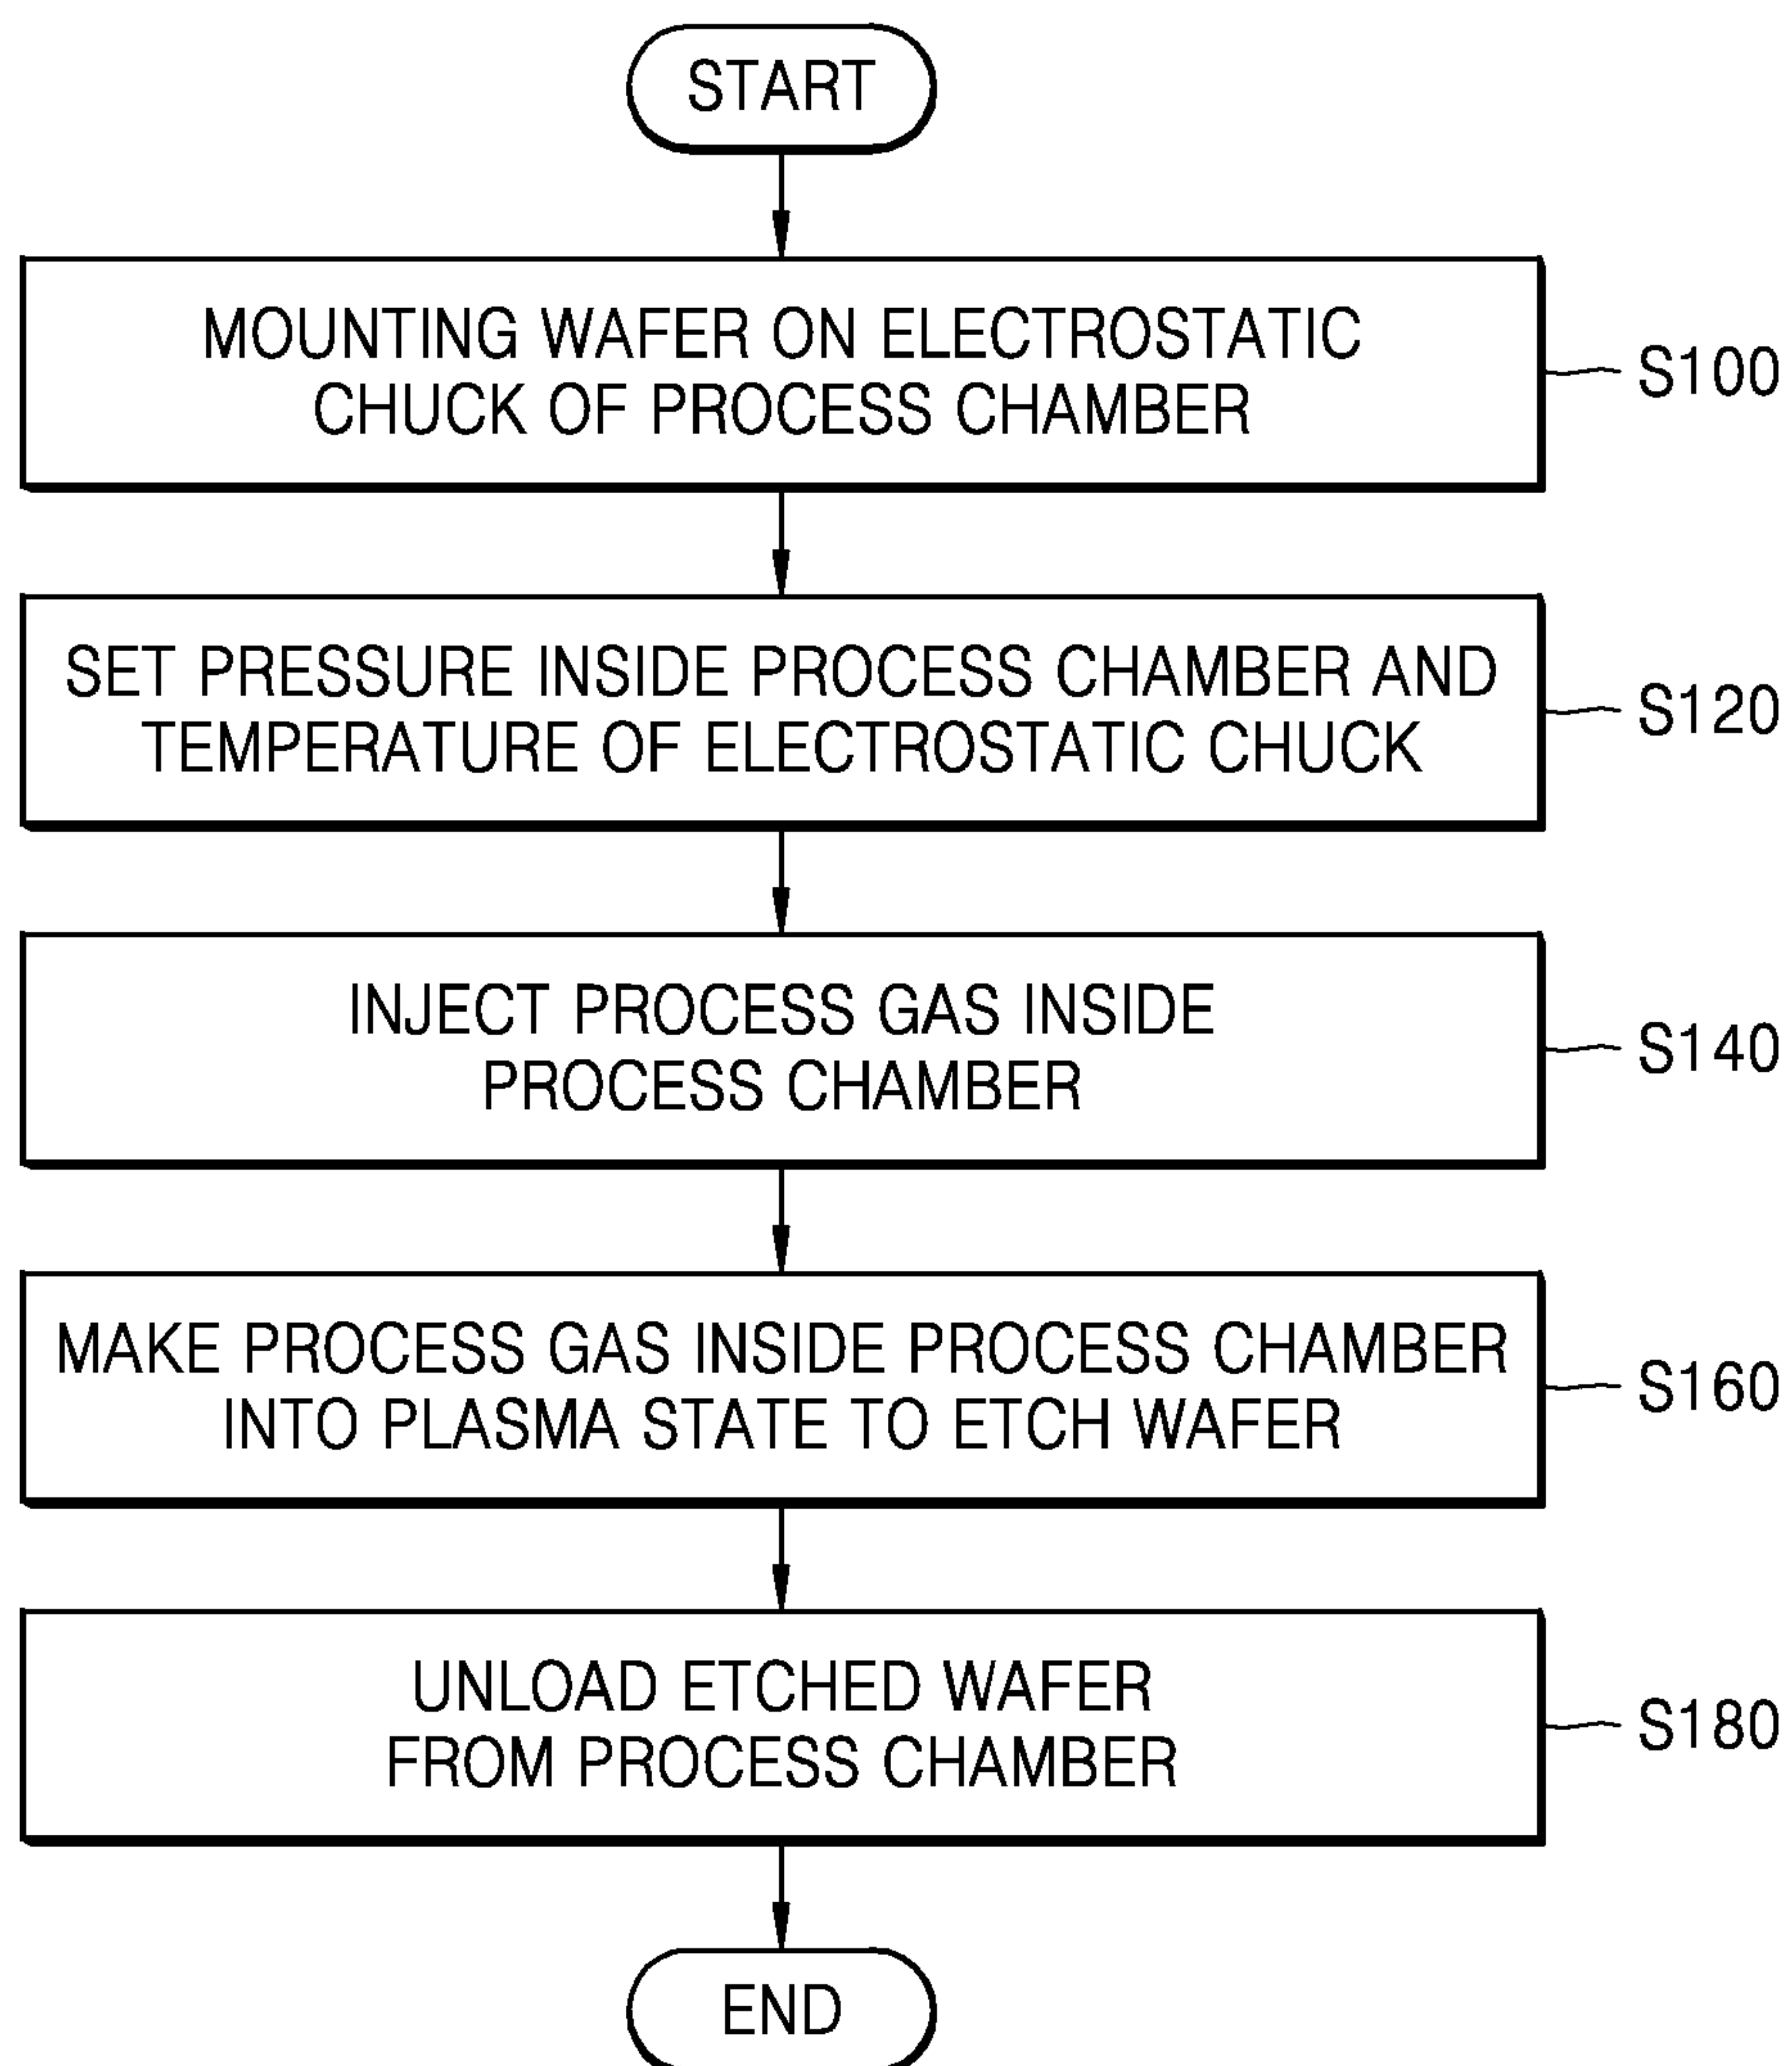 START
MOUNTING WAFER ON ELECTROSTATIC
CHUCK OF PROCESS CHAMBER
S100
SET PRESSURE INSIDE PROCESS CHAMBER AND
TEMPERATURE OF ELECTROSTATIC CHUCK
S120
INJECT PROCESS GAS INSIDE
PROCESS CHAMBER
S140
MAKE PROCESS GAS INSIDE PROCESS CHAMBER
INTO PLASMA STATE TO ETCH WAFER
S160
UNLOAD ETCHED WAFER
FROM PROCESS CHAMBER
S180
END